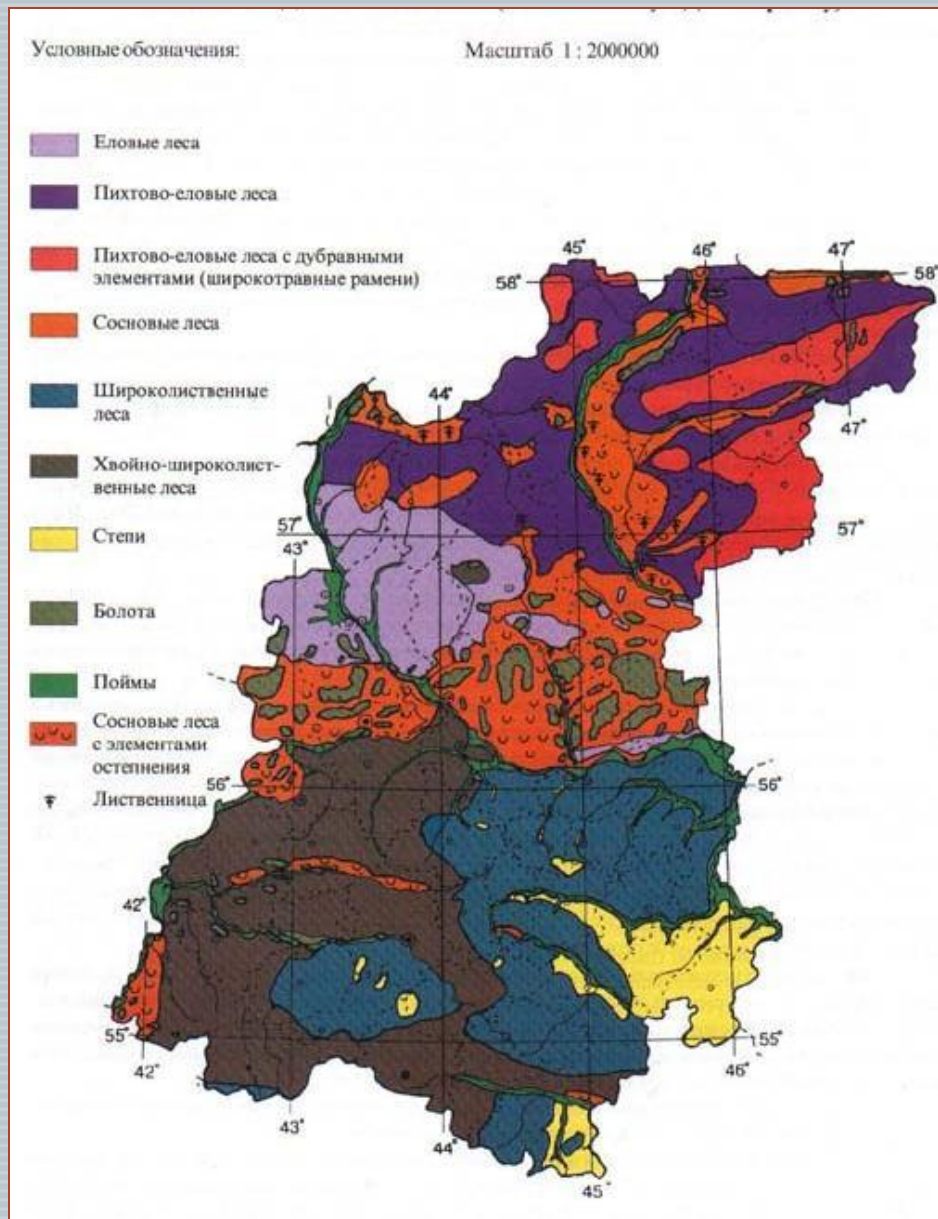 Условные обозначения:
Масштаб 1 : 2000000
Еловые леса
Пихтово-еловые леса
Пихтово-еловые леса с дубравными
элементами (широкотравные рамени)
Сосновые леса
Широколиственные
леса
Хвойно-широколист-
венные леса
Степи
Болота
Поймы
Сосновые леса
с элементами
остепнения
Лиственница
45°
46°
47°
58°
58°
44°
47°
57°
43°
57°
56°
56°
42°
55°
55°
42°
46°
43°
44°
45°